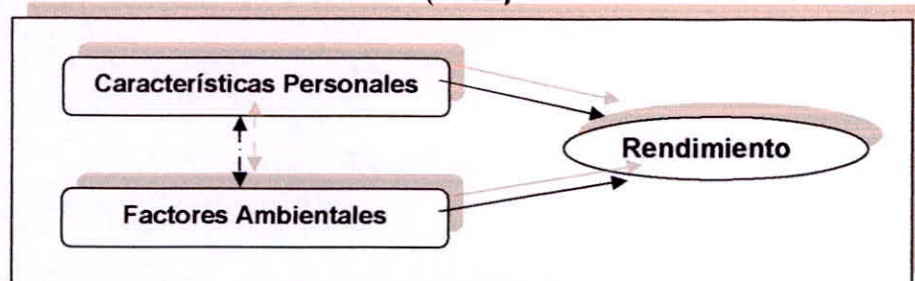 Características Personales
Rendimiento
Factores Ambientales